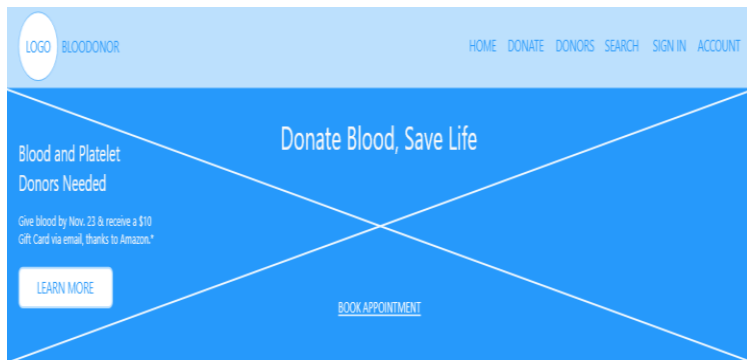 LOGO BLOODONOR HOME DONATE DONORS SEARCH SIGN IN ACCOUNT
Donate Blood, Save Life
Blood and Platelet
Donors Needed
Give blood by Nov. 23 & receive a $10
Gift Card via email, thanks to Amazon.*
LEARN MORE
BOOK APPOINTMENT